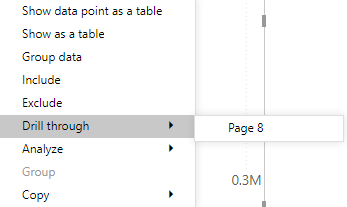 Show data point as a table
Show as a table
Group data
Include
Exclude
Drill through
Page 8
Analyze
Group
0.3M
Copy